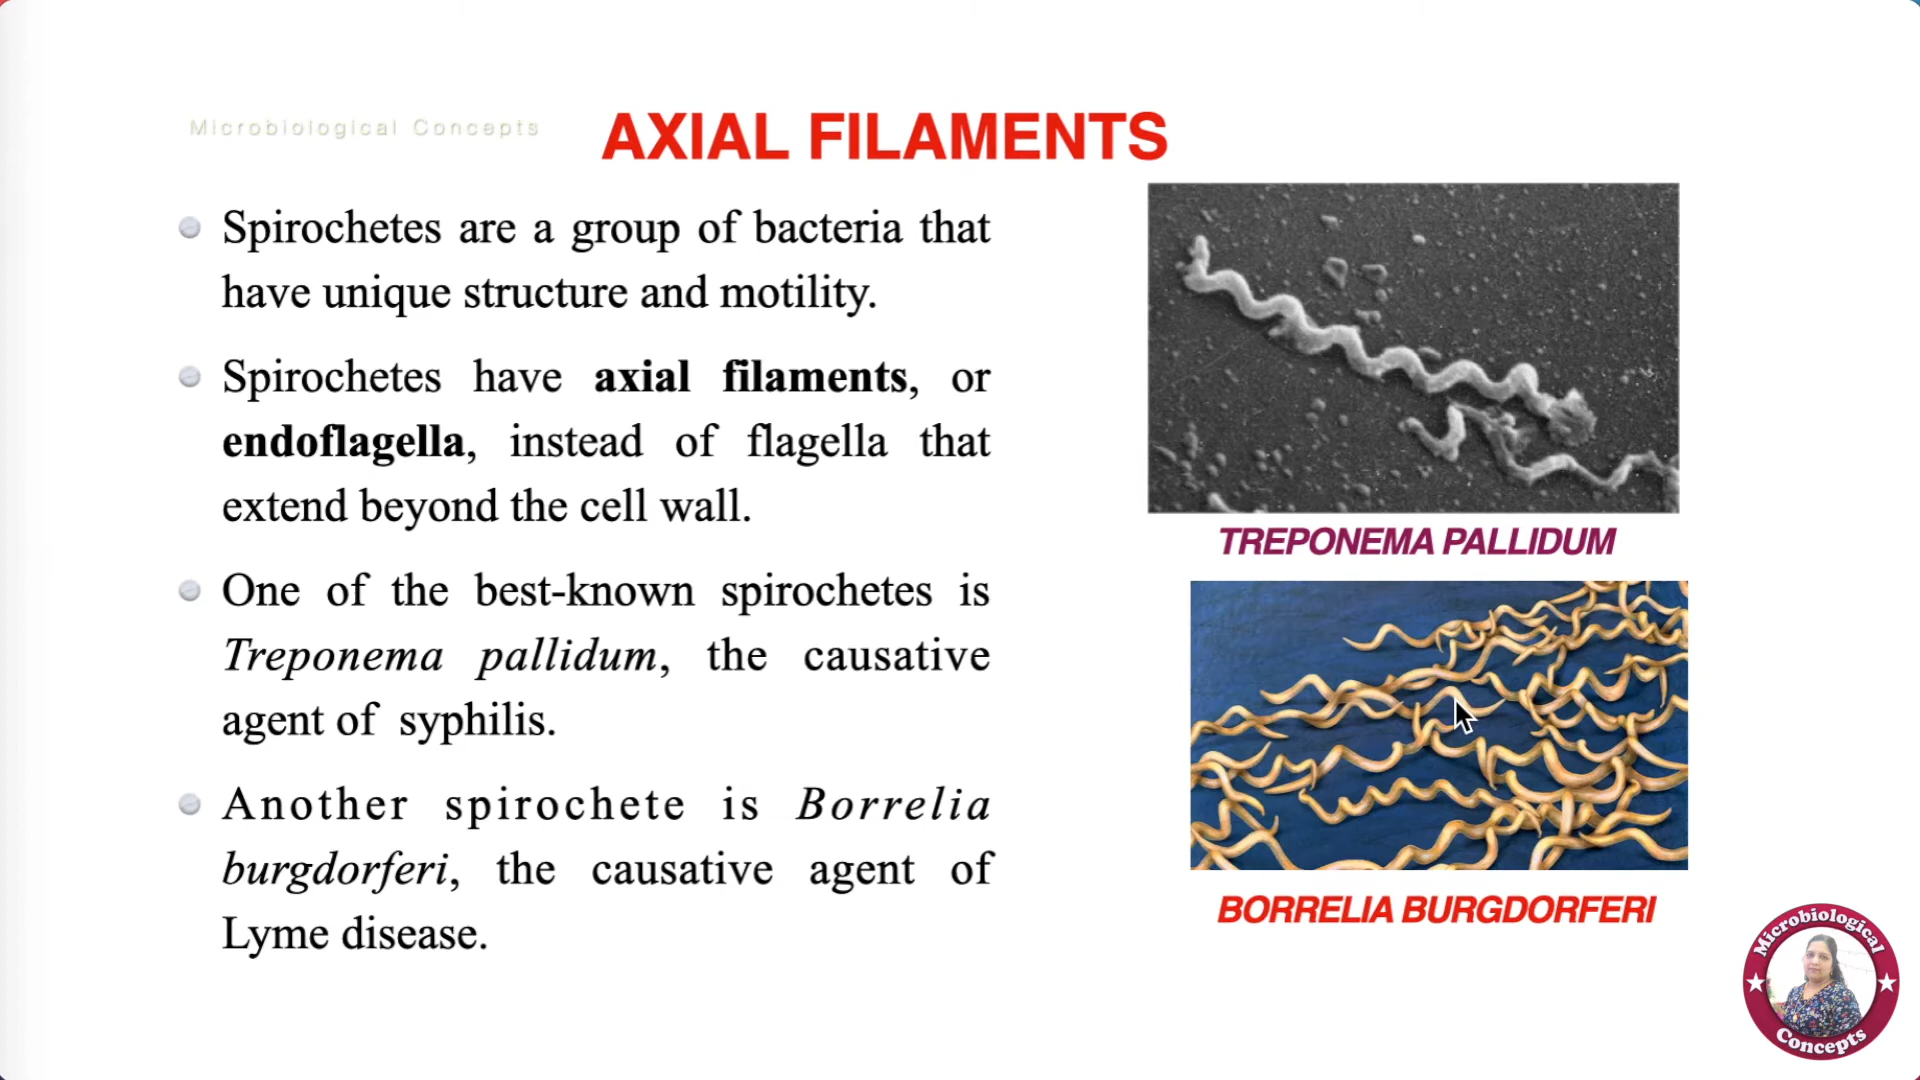 Microbiological Concepts
AXIAL FILAMENTS
Spirochetes are a group of bacteria that
have unique structure and motility.
Spirochetes have axial filaments, or
endoflagella, instead of flagella that
extend beyond the cell wall.
One of the best-known spirochetes is
Treponema pallidum, the causative
agent of syphilis.
Another spirochete is Borrelia
burgdorferi, the causative agent of
Lyme disease.
TREPONEMA PALLIDUM
BORRELIA BURGDORFERI
Microbiological
Concepts